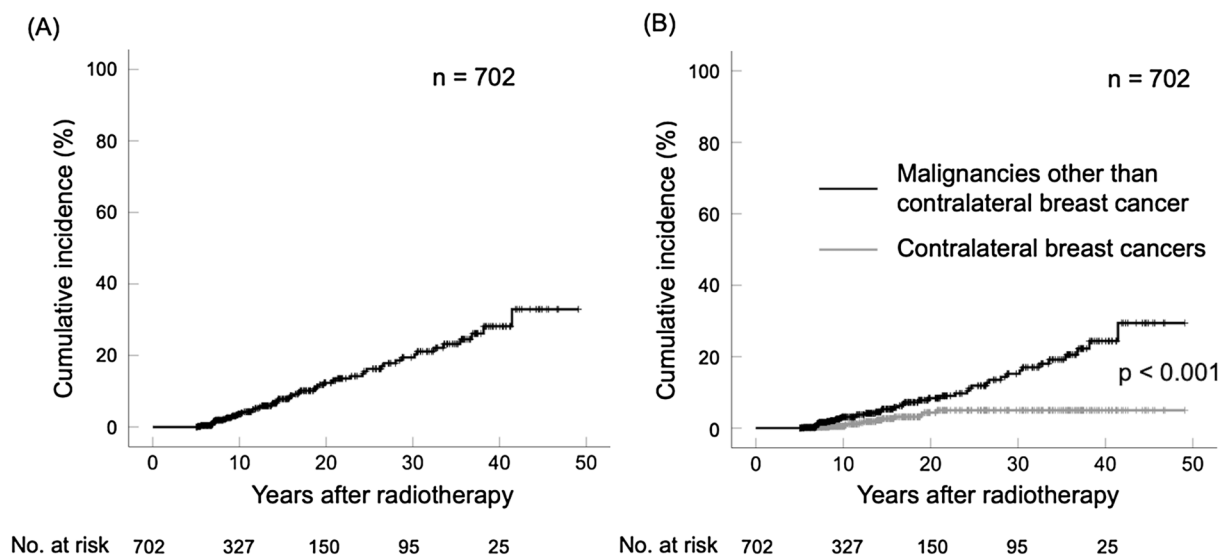 (A)
n = 702
Cumulative incidence (%)
100
80
60
40
20
0
0 10 20 30 40 50
Years after radiotherapy
No. at risk 702 327 150 95 25
(B)
n = 702
Cumulative incidence (%)
100
80
60
40
20
0
Malignancies other than
contralateral breast cancer
Contralateral breast cancers
p < 0.001
0 10 20 30 40 50
Years after radiotherapy
No. at risk 702 327 150 95 25